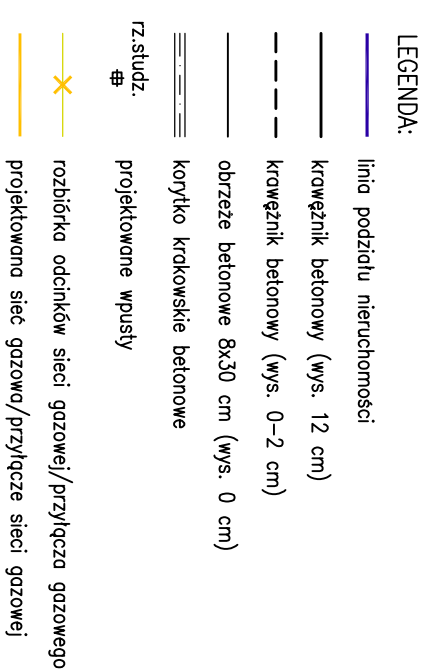 LEGENDA:
linia podziału nieruchomości
krawężnik betonowy (wys. 12 cm)
krawężnik betonowy (wys. 0-2 cm)
obrzeże betonowe 8x30 cm (wys. 0 cm)
korytko krakowskie betonowe
rz.studz.
projektowane wpusty
rozbiórka odcinków sieci gazowej/przyłącza gazowego
projektowana sieć gazowa/przyłącze sieci gazowej